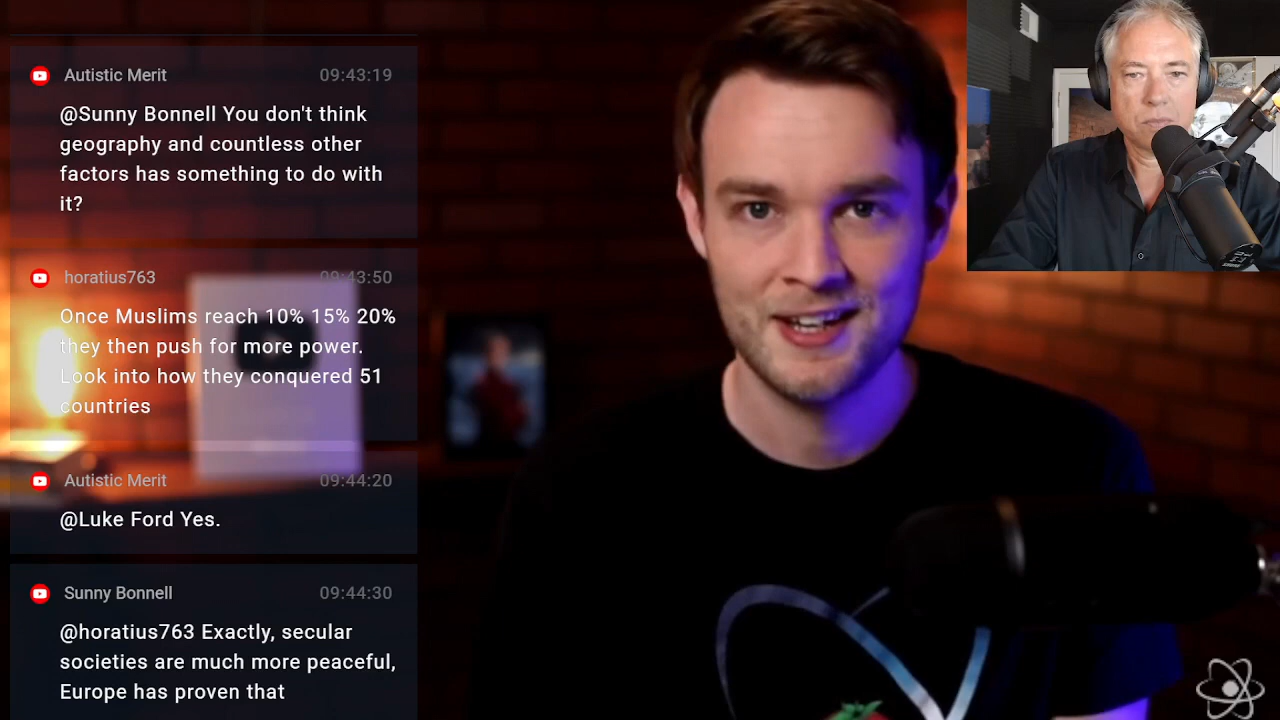 Autistic Merit 09:43:19
@Sunny Bonnell You don't think
geography and countless other
factors has something to do with
it?
horatius763 09:43:50
Once Muslims reach 10% 15% 20%
they then push for more power.
Look into how they conquered 51
countries
Autistic Merit 09:44:20
@Luke Ford Yes.
Sunny Bonnell 09:44:30
@horatius763 Exactly, secular
societies are much more peaceful,
Europe has proven that